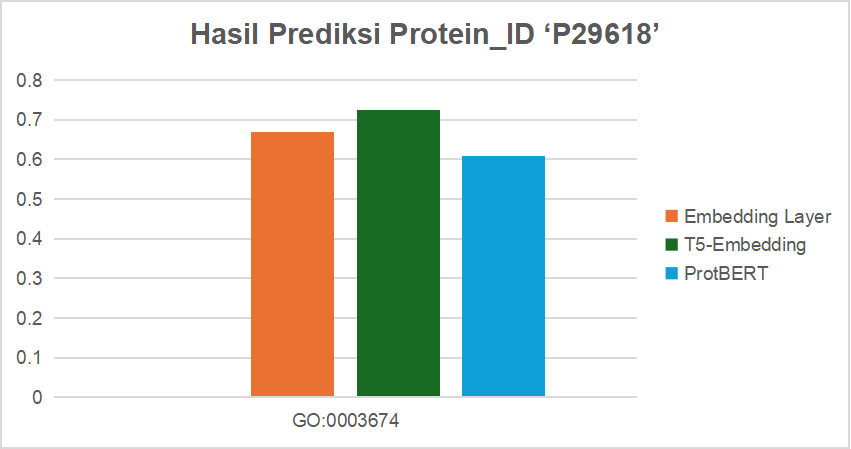 Hasil Prediksi Protein_ID ‘P29618’
0.8
0.7
0.6
0.5
0.4
0.3
0.2
0.1
0
GO:0003674
Embedding Layer
T5-Embedding
ProtBERT